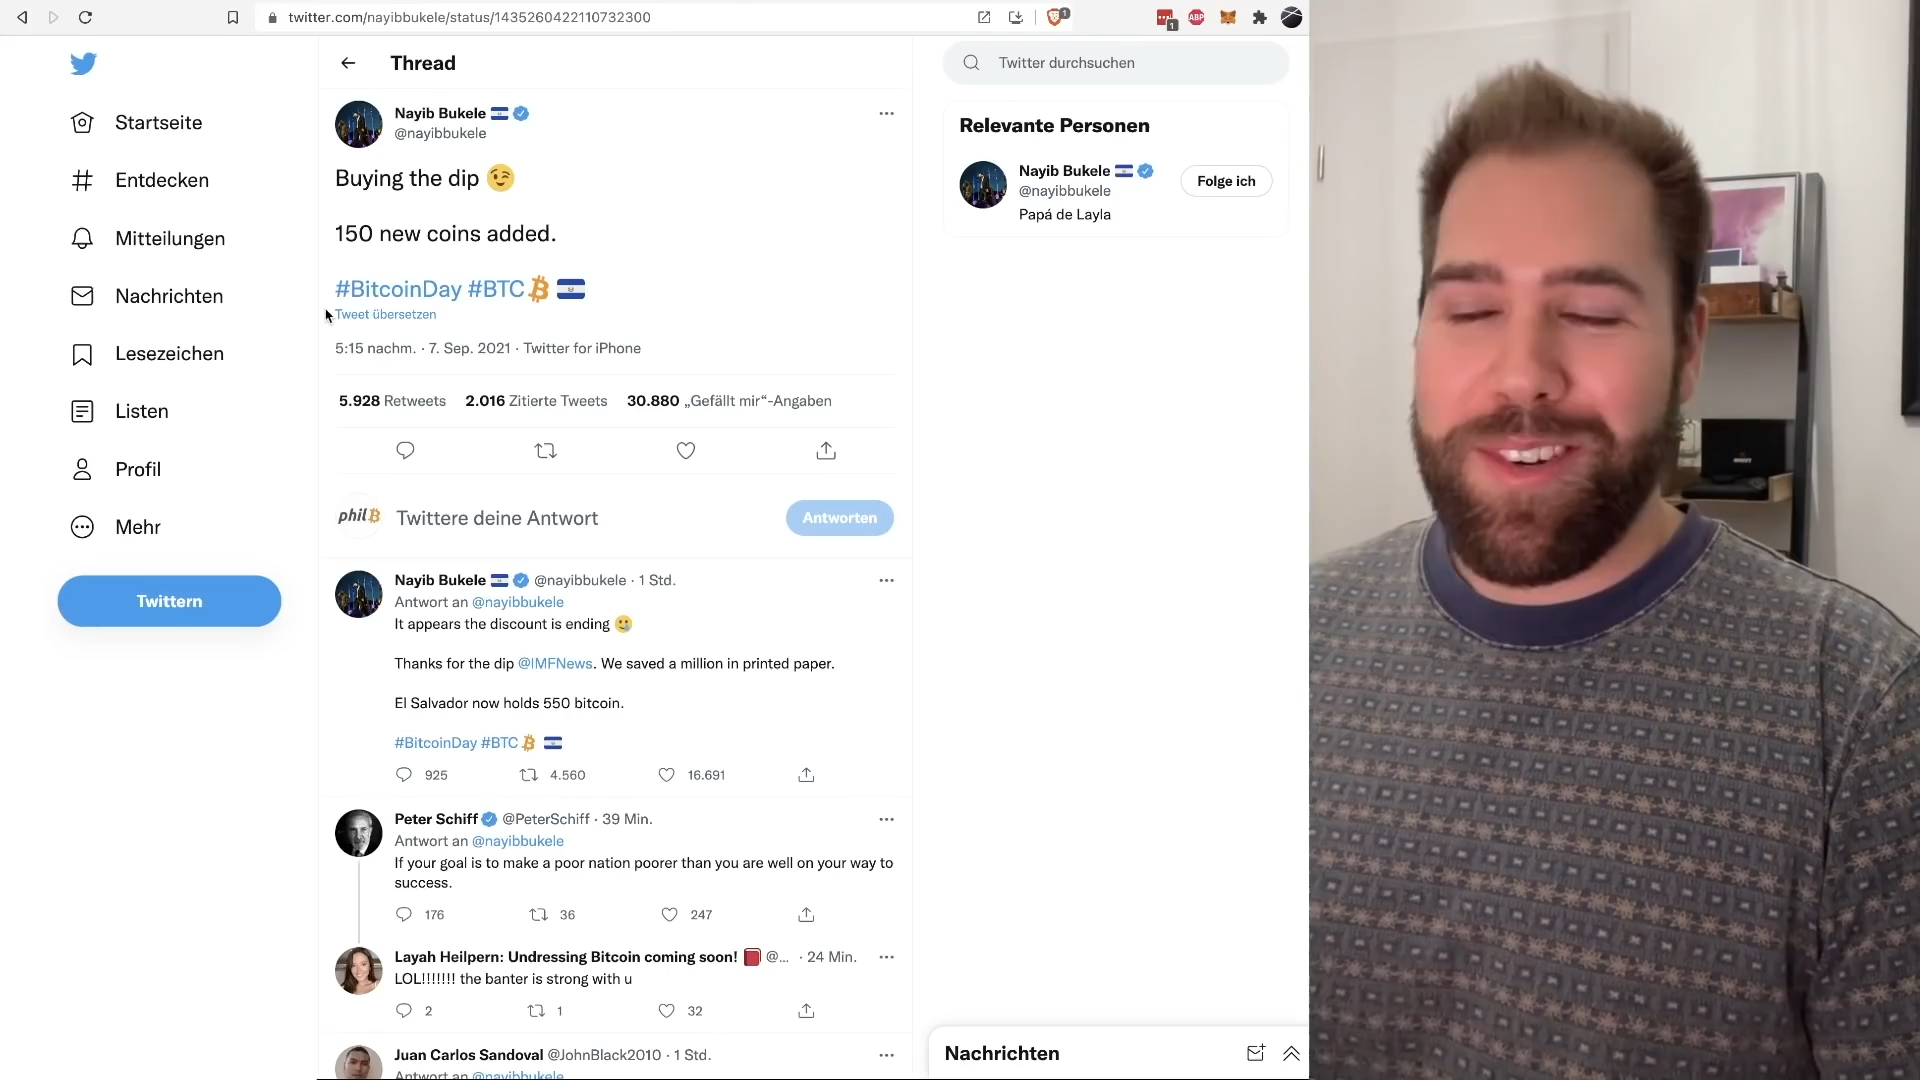 twitter.com/nayibbukele/status/1435260422110732300
1
1
ABP
Startseite
Entdecken
Mitteilungen
Nachrichten
Lesezeichen
Listen
Profil
Mehr
Twittern
Thread
Nayib Bukele
@nayibbukele
Buying the dip 😉
150 new coins added.
#BitcoinDay #BTC
Tweet übersetzen
5:15 nachm. · 7. Sep. 2021 · Twitter for iPhone
5.928 Retweets 2.016 Zitierte Tweets 30.880 „Gefällt mir“-Angaben
phil₿ Twittere deine Antwort Antworten
Nayib Bukele @nayibbukele · 1 Std.
Antwort an @nayibbukele
It appears the discount is ending 🥲
Thanks for the dip @IMFNews. We saved a million in printed paper.
El Salvador now holds 550 bitcoin.
#BitcoinDay #BTC
925 4.560 16.691
Peter Schiff @PeterSchiff · 39 Min.
Antwort an @nayibbukele
If your goal is to make a poor nation poorer than you are well on your way to
success.
176 36 247
Layah Heilpern: Undressing Bitcoin coming soon! 📕 @... · 24 Min.
LOL!!!!!!! the banter is strong with u
2 1 32
Juan Carlos Sandoval @JohnBlack2010 · 1 Std.
Antwort an @nayibbukele
Twitter durchsuchen
Relevante Personen
Nayib Bukele
@nayibbukele
Folge ich
Papá de Layla
Nachrichten